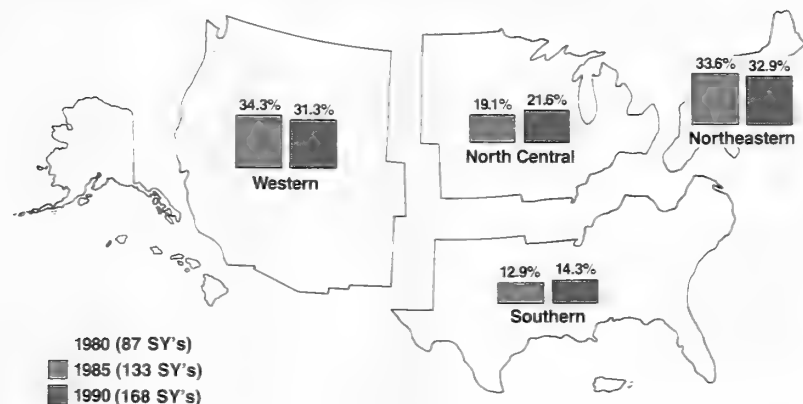 33.6% 32.9%
34.3% 31.3%
19.1% 21.6%
Northeastern
North Central
Western
12.9% 14.3%
Southern
1980 (87 SY's)
1985 (133 SY's)
1990 (168 SY's)